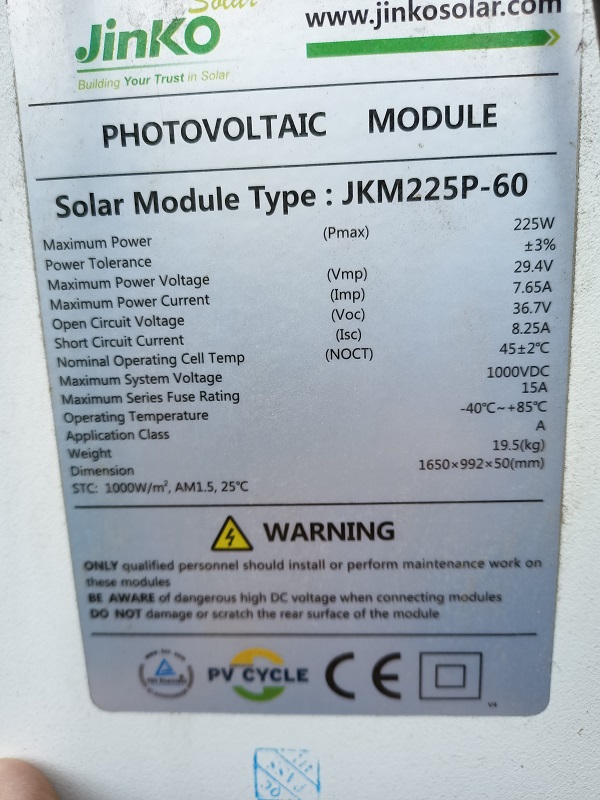 Solar
JinKO
www.jinkosolar.com
Building Your Trust in Solar
PHOTOVOLTAIC MODULE
Solar Module Type : JKM225P-60
Maximum Power (Pmax) 225W
Power Tolerance ±3%
Maximum Power Voltage (Vmp) 29.4V
Maximum Power Current (Imp) 7.65A
Open Circuit Voltage (Voc) 36.7V
Short Circuit Current (Isc) 8.25A
Nominal Operating Cell Temp (NOCT) 45±2℃
Maximum System Voltage 1000VDC
Maximum Series Fuse Rating 15A
Operating Temperature -40℃~+85℃
Application Class A
Weight 19.5(kg)
Dimension 1650×992×50(mm)
STC: 1000W/m², AM1.5, 25℃
WARNING
ONLY qualified personnel should install or perform maintenance work on
these modules
BE AWARE of dangerous high DC voltage when connecting modules
DO NOT damage or scratch the rear surface of the module
PV CYCLE CE
V4